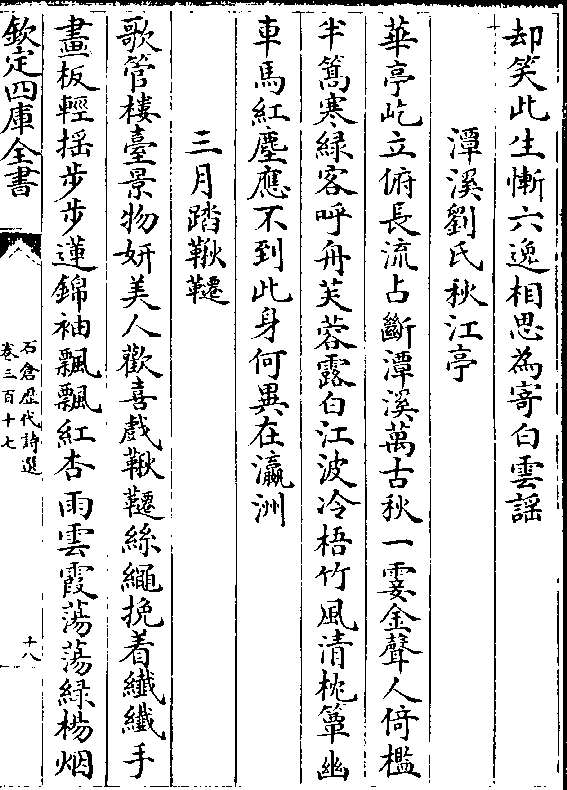 却笑此生慚六逸相思為寄白雲謡
潭溪劉氏秋江亭
華亭屹立俯長流占斷潭溪萬古秋一霎金聲人倚檻
半篙寒綠客呼舟芙蓉露白江波冷梧竹風清枕簟幽
車馬紅塵應不到此身何異在瀛洲
三月踏鞦韆
歌管樓臺景物妍美人歡喜戲鞦韆絲繩挽着纖纖手
畫板輕揺步步蓮錦袖飄飄紅杏雨雲霞蕩蕩綠楊烟
欽定四庫全書
石倉歷代詩選
卷三百十七
十八